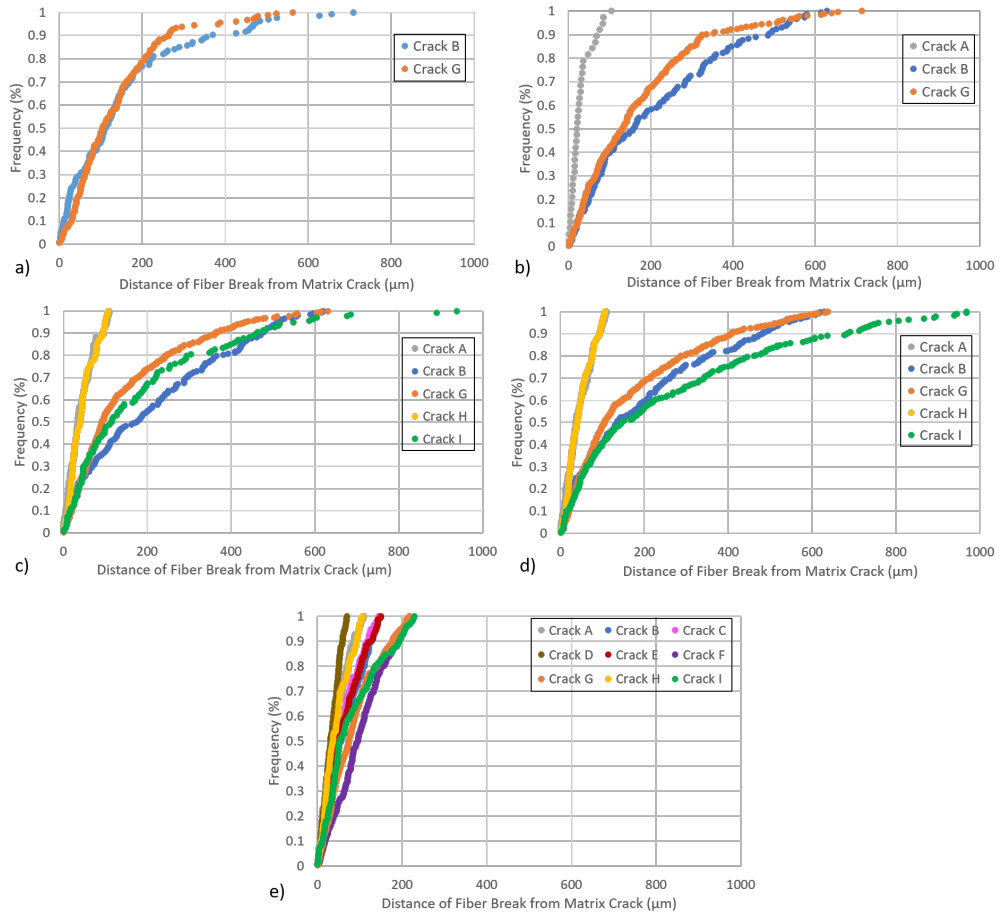 1
0.9
0.8
0.7
0.6
0.5
0.4
0.3
0.2
0.1
0
Frequency (%)
Crack B
Crack G
0 200 400 600 800 1000
Distance of Fiber Break from Matrix Crack (µm)
a)
1
0.9
0.8
0.7
0.6
0.5
0.4
0.3
0.2
0.1
0
Frequency (%)
Crack A
Crack B
Crack G
0 200 400 600 800 1000
Distance of Fiber Break from Matrix Crack (µm)
b)
1
0.9
0.8
0.7
0.6
0.5
0.4
0.3
0.2
0.1
0
Frequency (%)
Crack A
Crack B
Crack G
Crack H
Crack I
0 200 400 600 800 1000
Distance of Fiber Break from Matrix Crack (µm)
c)
1
0.9
0.8
0.7
0.6
0.5
0.4
0.3
0.2
0.1
0
Frequency (%)
Crack A
Crack B
Crack G
Crack H
Crack I
0 200 400 600 800 1000
Distance of Fiber Break from Matrix Crack (µm)
d)
1
0.9
0.8
0.7
0.6
0.5
0.4
0.3
0.2
0.1
0
Frequency (%)
Crack A Crack B Crack C
Crack D Crack E Crack F
Crack G Crack H Crack I
0 200 400 600 800 1000
Distance of Fiber Break from Matrix Crack (µm)
e)